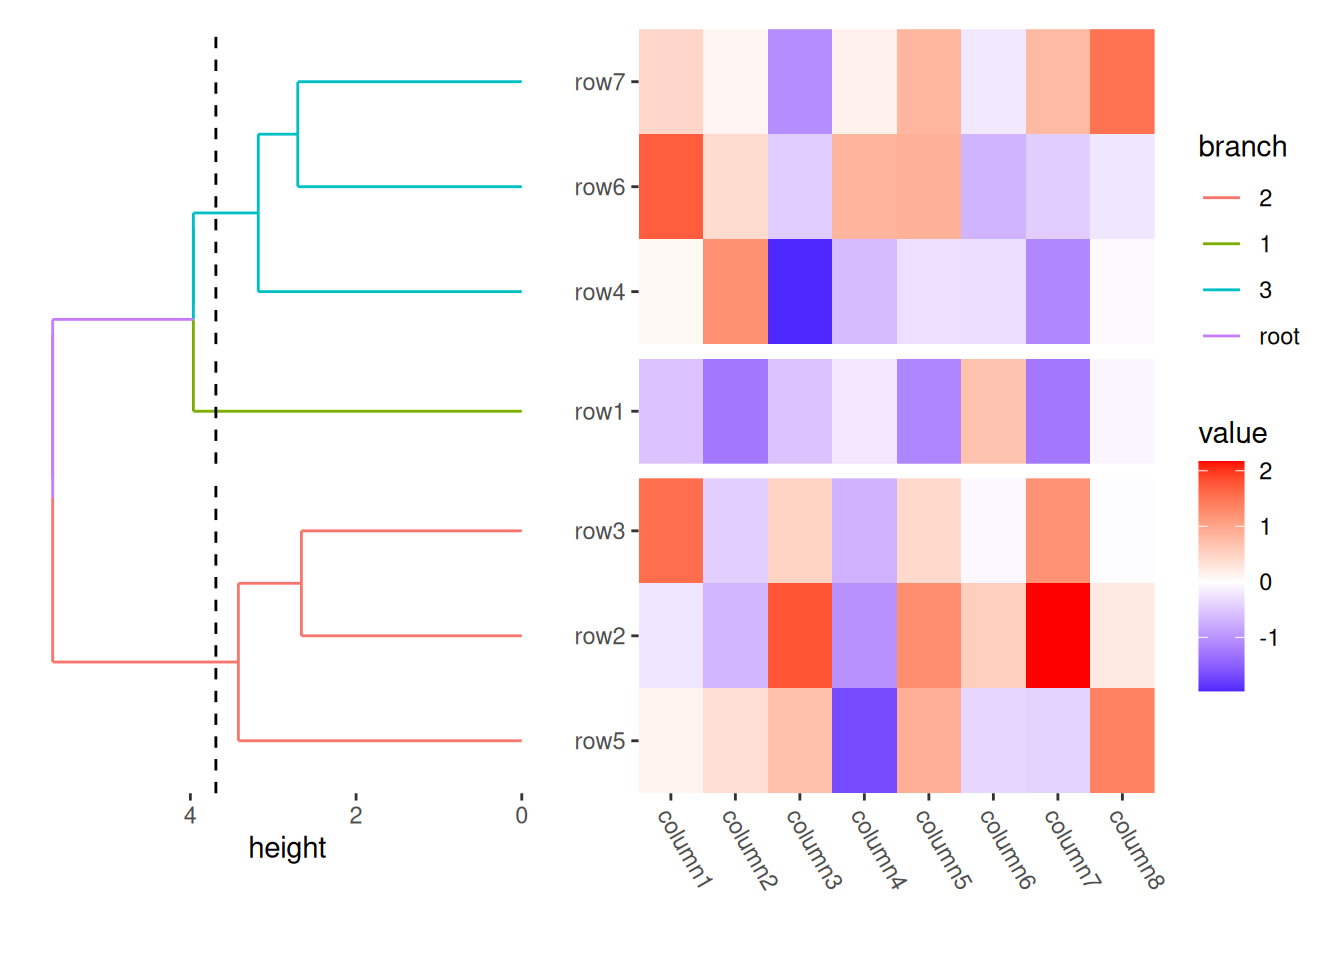 row7
row6
row4
row1
row3
row2
row5
4 2 0
height
column1 column2 column3 column4 column5 column6 column7 column8
branch
2
1
3
root
value
2
1
0
-1